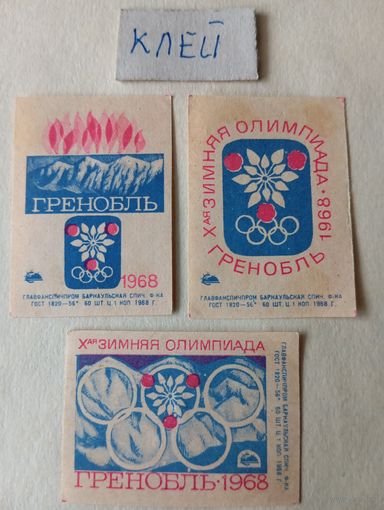 КЛЕЙ
ГРЕНОБЛЬ
1968
ГЛАВФАНСПИЧПРОМ БАРНАУЛЬСКАЯ СПИЧ. Ф-КА
ГОСТ 1820-56* 60 ШТ. Ц. 1 КОП. 1968 Г.
Xая ЗИМНЯЯ ОЛИМПИАДА
ГРЕНОБЛЬ 1968
ГЛАВФАНСПИЧПРОМ БАРНАУЛЬСКАЯ СПИЧ. Ф-КА
ГОСТ 1820-56* 60 ШТ. Ц. 1 КОП. 1968 Г.
Xая ЗИМНЯЯ ОЛИМПИАДА
ГРЕНОБЛЬ·1968
ГЛАВФАНСПИЧПРОМ БАРНАУЛЬСКАЯ СПИЧ. Ф-КА
ГОСТ 1820-56* 60 ШТ. Ц. 1 КОП. 1968 Г.